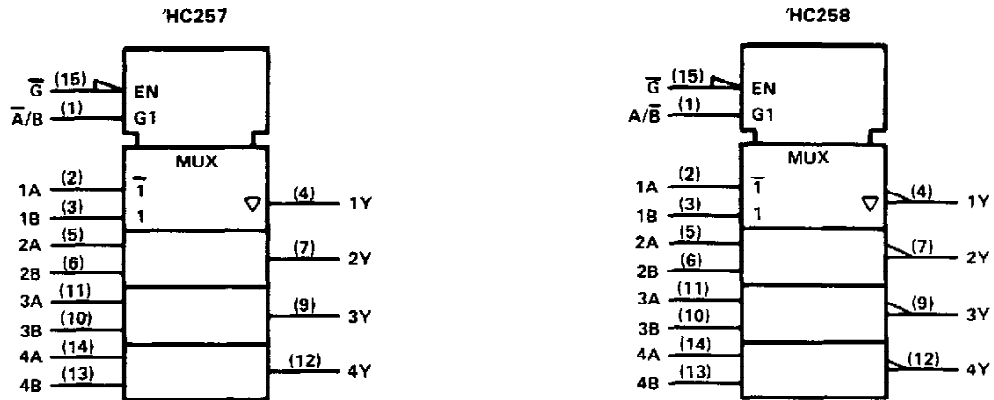 'HC257
G̅ (15) EN
A̅/B (1) G1
MUX
1A (2) 1̅
1B (3) 1
2A (5)
2B (6)
3A (11)
3B (10)
4A (14)
4B (13)
▽ (4) 1Y
(7) 2Y
(9) 3Y
(12) 4Y
'HC258
G̅ (15) EN
A/B̅ (1) G1
MUX
1A (2) 1̅
1B (3) 1
2A (5)
2B (6)
3A (11)
3B (10)
4A (14)
4B (13)
▽ (4) 1Y
(7) 2Y
(9) 3Y
(12) 4Y